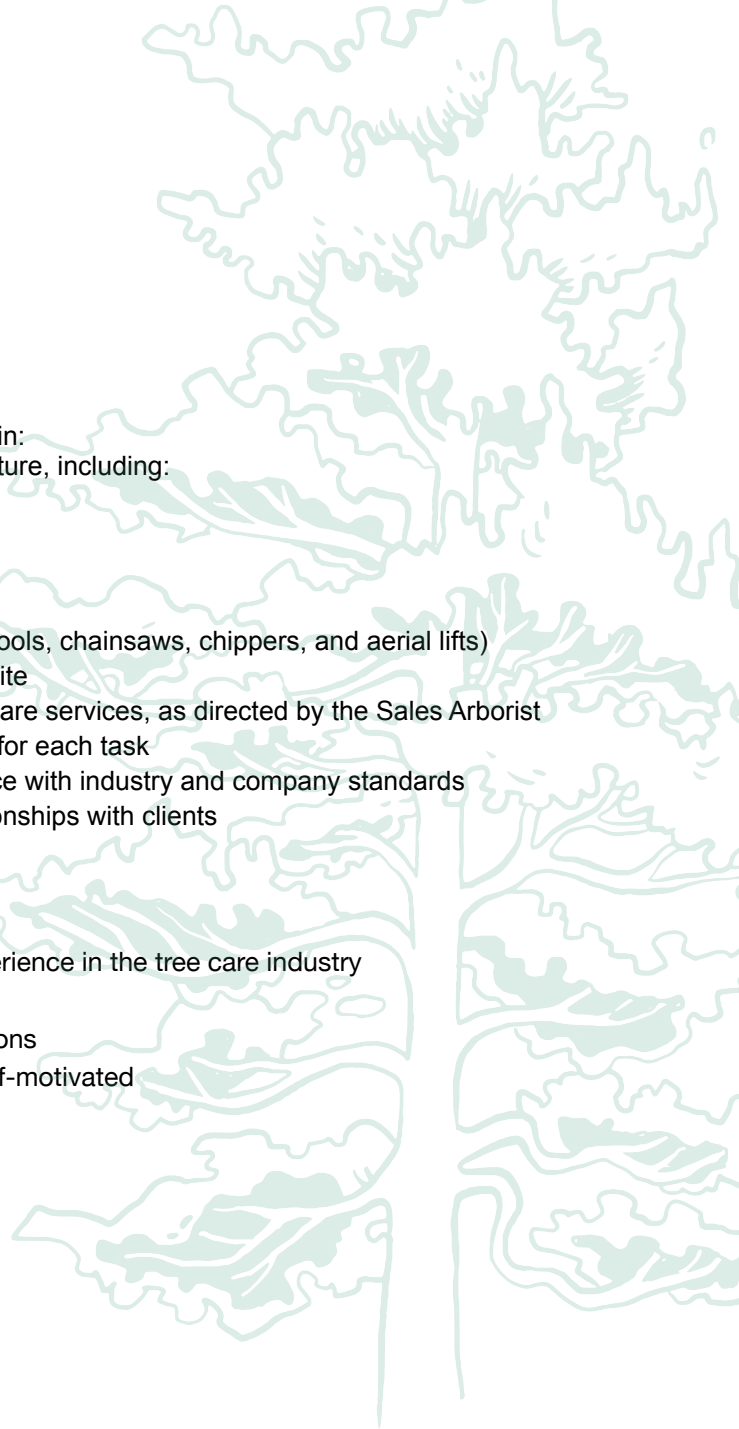 in:
ture, including:
ools, chainsaws, chippers, and aerial lifts)
ite
are services, as directed by the Sales Arborist
for each task
ce with industry and company standards
onships with clients
erience in the tree care industry
ons
f-motivated